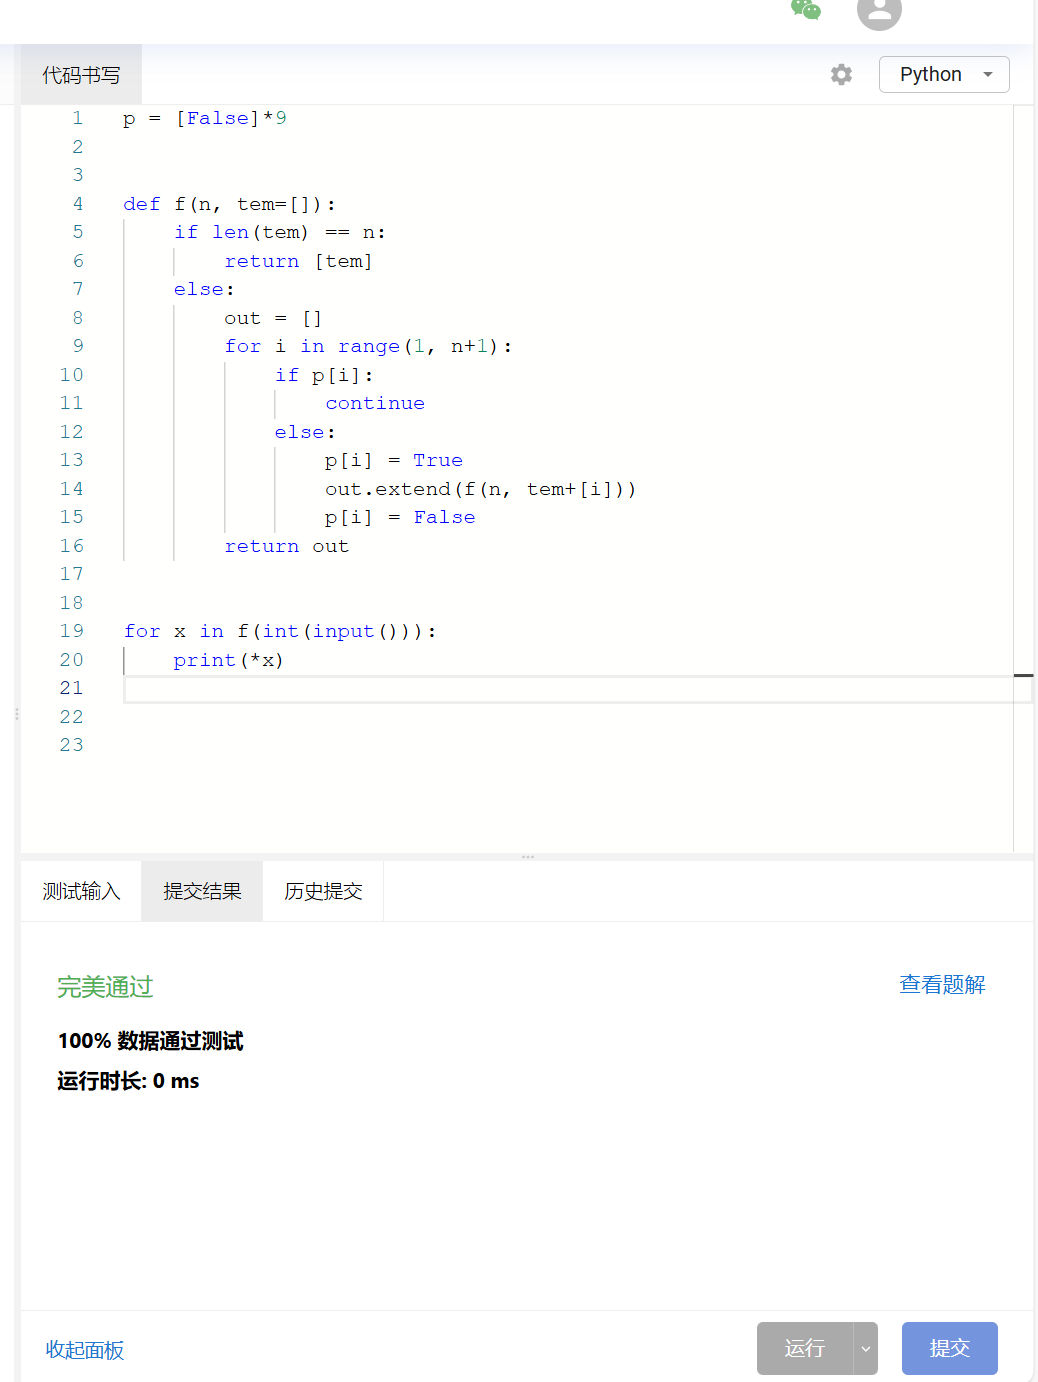 代码书写
Python
1 p = [False]*9
2
3
4 def f(n, tem=[]):
5     if len(tem) == n:
6         return [tem]
7     else:
8         out = []
9         for i in range(1, n+1):
10             if p[i]:
11                 continue
12             else:
13                 p[i] = True
14                 out.extend(f(n, tem+[i]))
15                 p[i] = False
16         return out
17
18
19 for x in f(int(input())):
20     print(*x)
21
22
23
测试输入 提交结果 历史提交
完美通过 查看题解
100% 数据通过测试
运行时长: 0 ms
收起面板 运行 提交